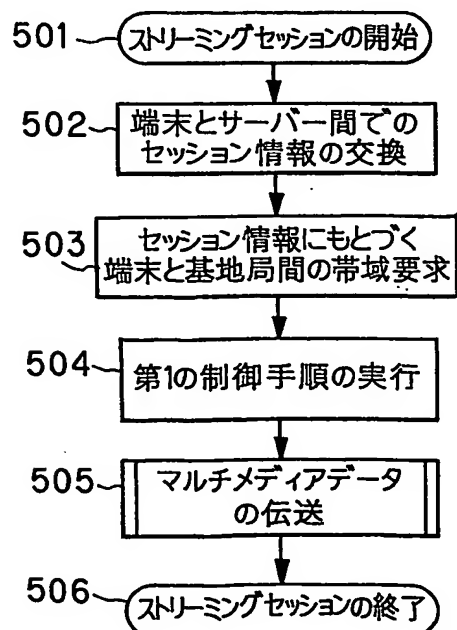 501
ストリーミングセッションの開始
502
端末とサーバー間での
セッション情報の交換
503
セッション情報にもとづく
端末と基地局間の帯域要求
504
第1の制御手順の実行
505
マルチメディアデータ
の伝送
506
ストリーミングセッションの終了